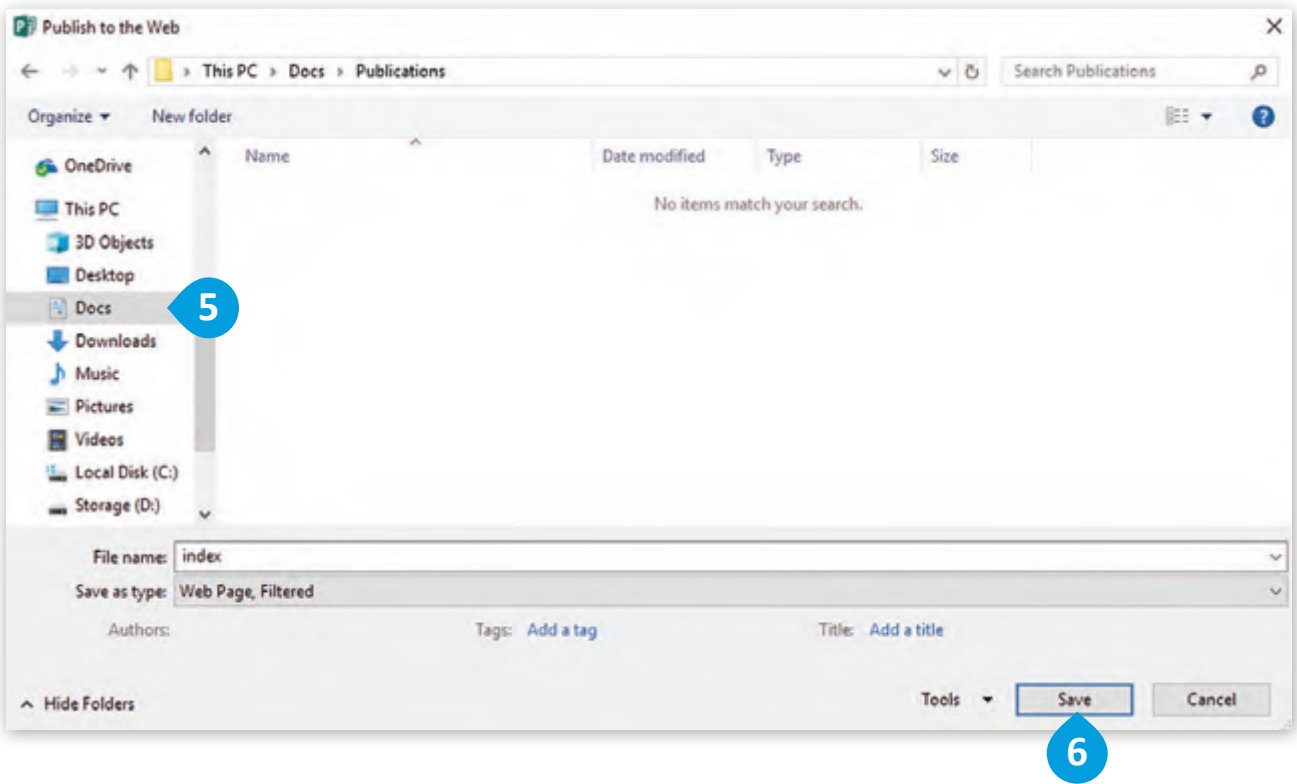 Publish to the Web
This PC > Docs > Publications
Search Publications
Organize
New folder
Name
Date modified
Type
Size
No items match your search.
OneDrive
This PC
3D Objects
Desktop
Docs
5
Downloads
Music
Pictures
Videos
Local Disk (C:)
Storage (D:)
File name: index
Save as type: Web Page, Filtered
Authors:
Tags: Add a tag
Title: Add a title
Hide Folders
Tools
Save
Cancel
6